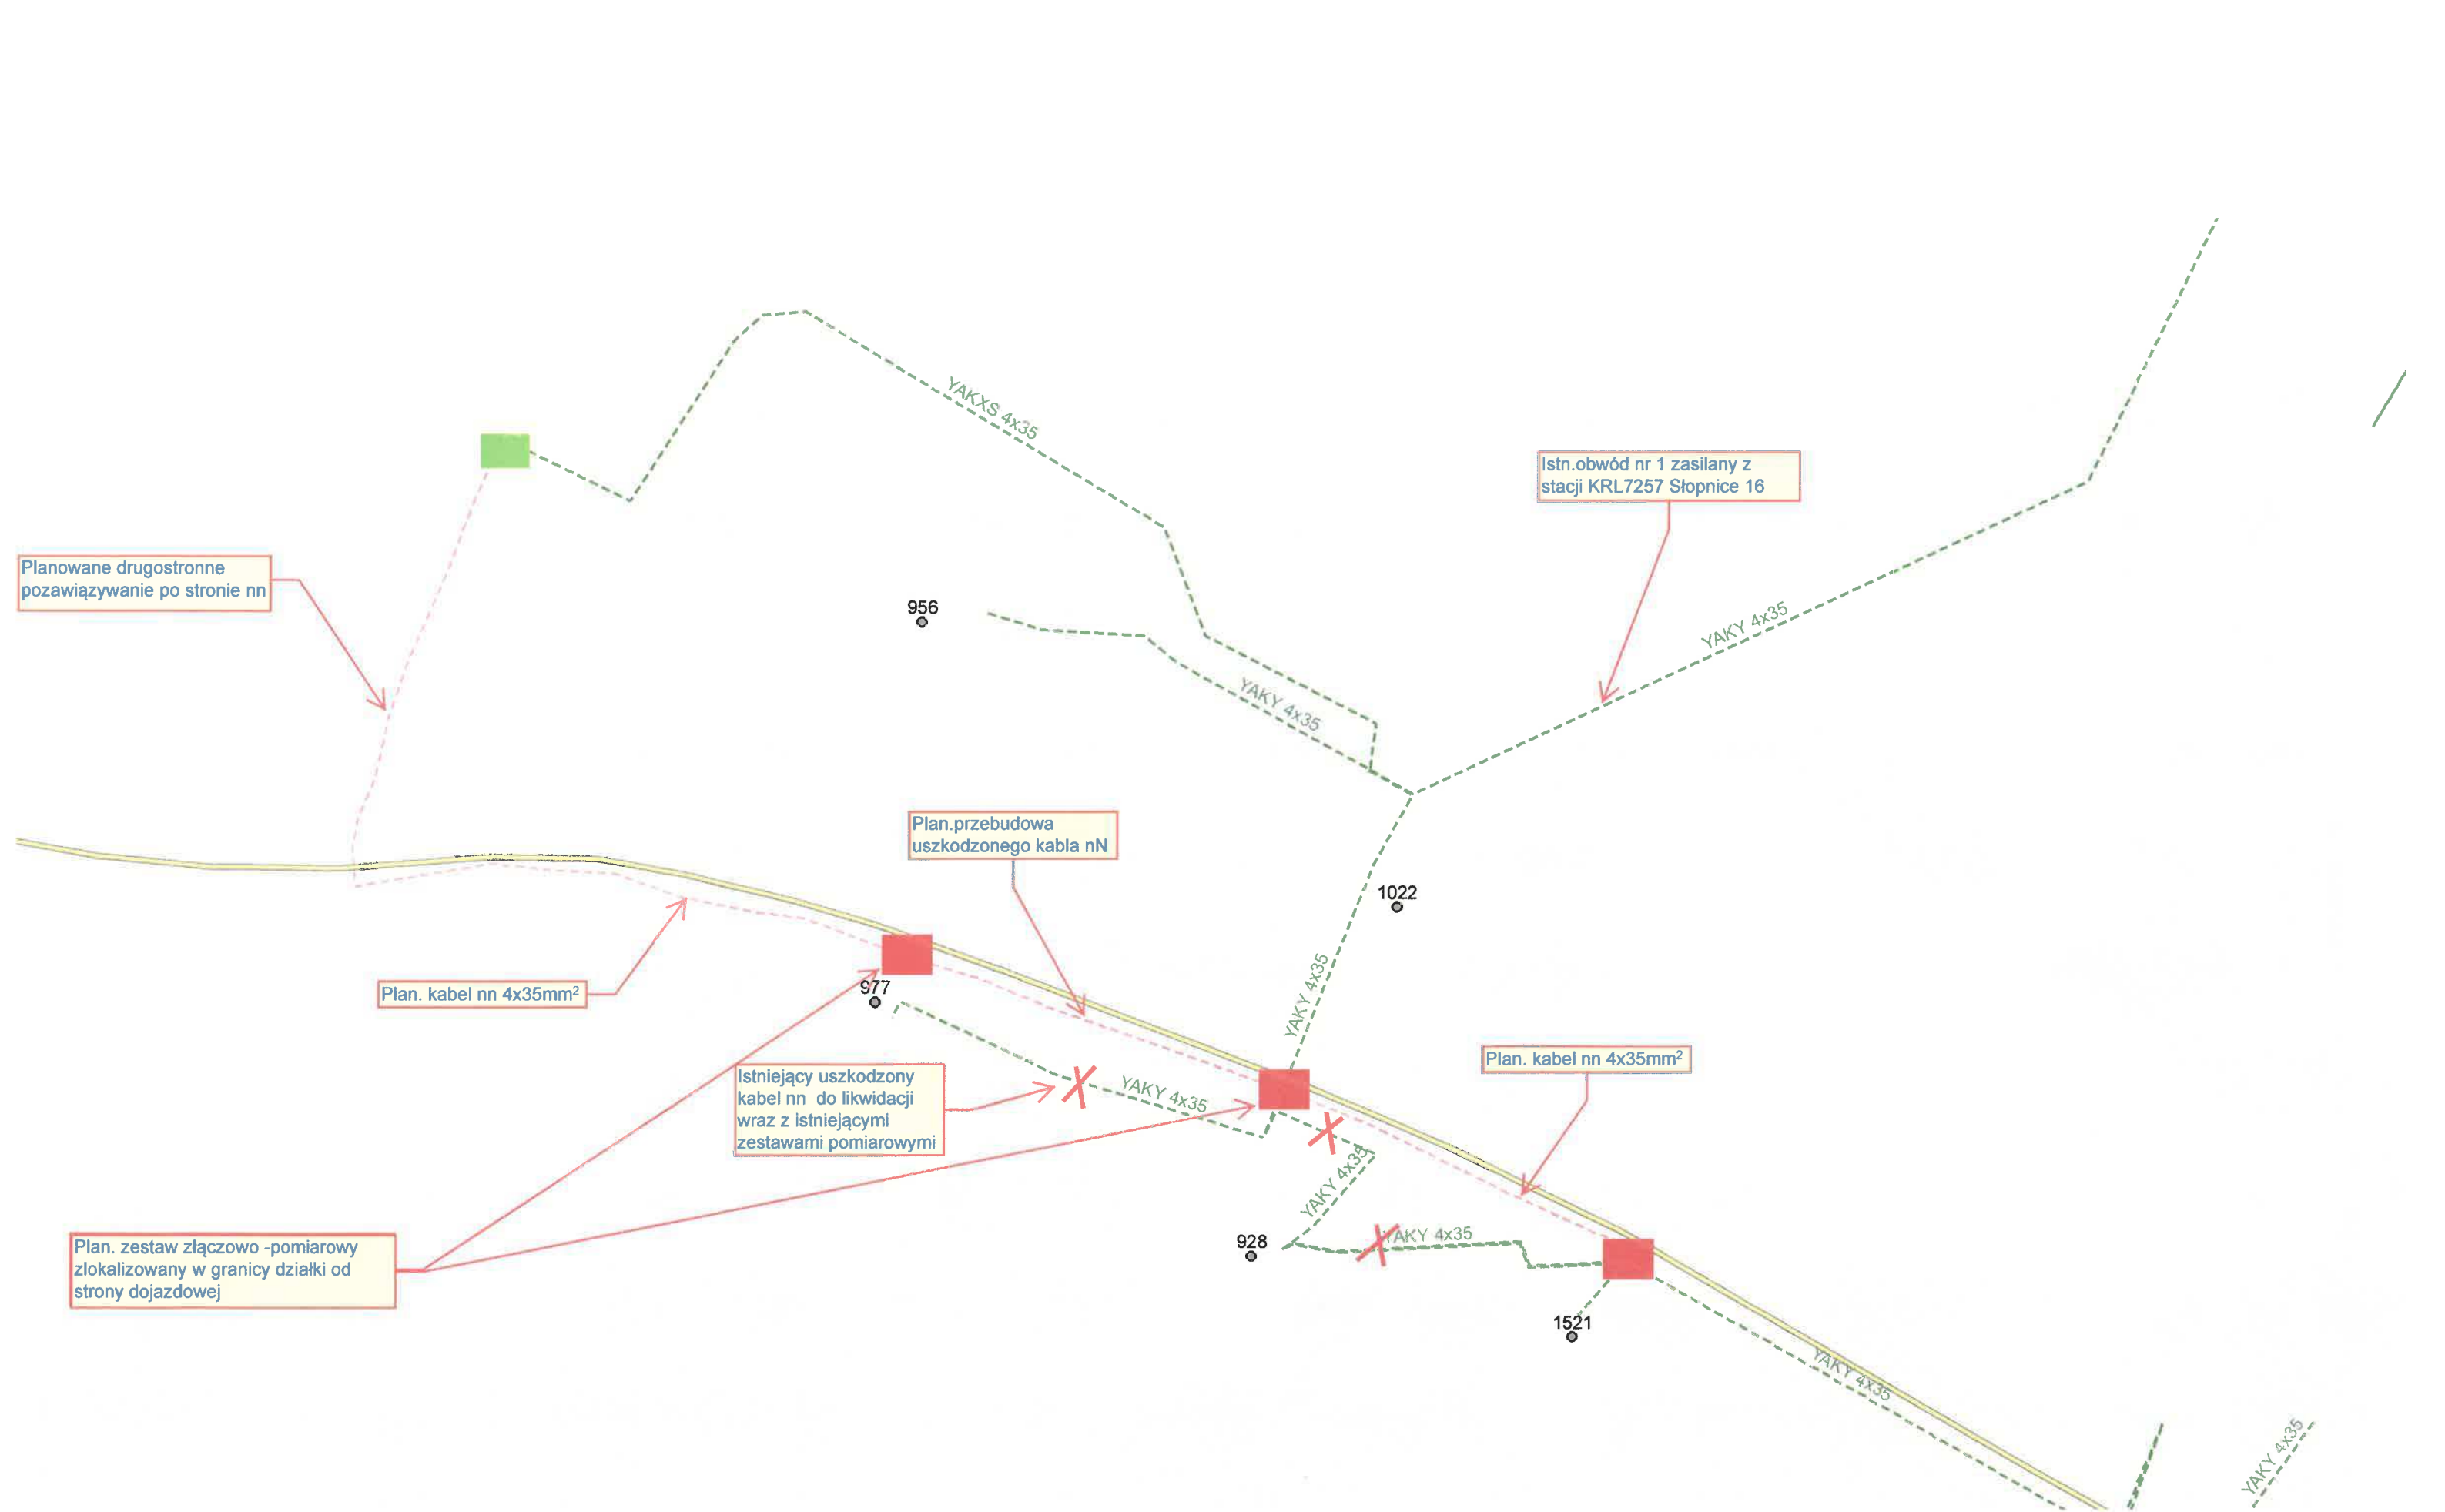 YAKXS 4x35
Istn.obwód nr 1 zasilany z
stacji KRL7257 Słopnice 16
Planowane drugostronne
pozawiązywanie po stronie nn
956
YAKY 4x35
YAKY 4x35
Plan.przebudowa
uszkodzonego kabla nN
1022
Plan. kabel nn 4x35mm²
977
YAKY 4x35
Plan. kabel nn 4x35mm²
Istniejący uszkodzony
kabel nn do likwidacji
wraz z istniejącymi
zestawami pomiarowymi
YAKY 4x35
YAKY 4x35
928
YAKY 4x35
Plan. zestaw złączowo -pomiarowy
zlokalizowany w granicy działki od
strony dojazdowej
1521
YAKY 4x35
YAKY 4x35